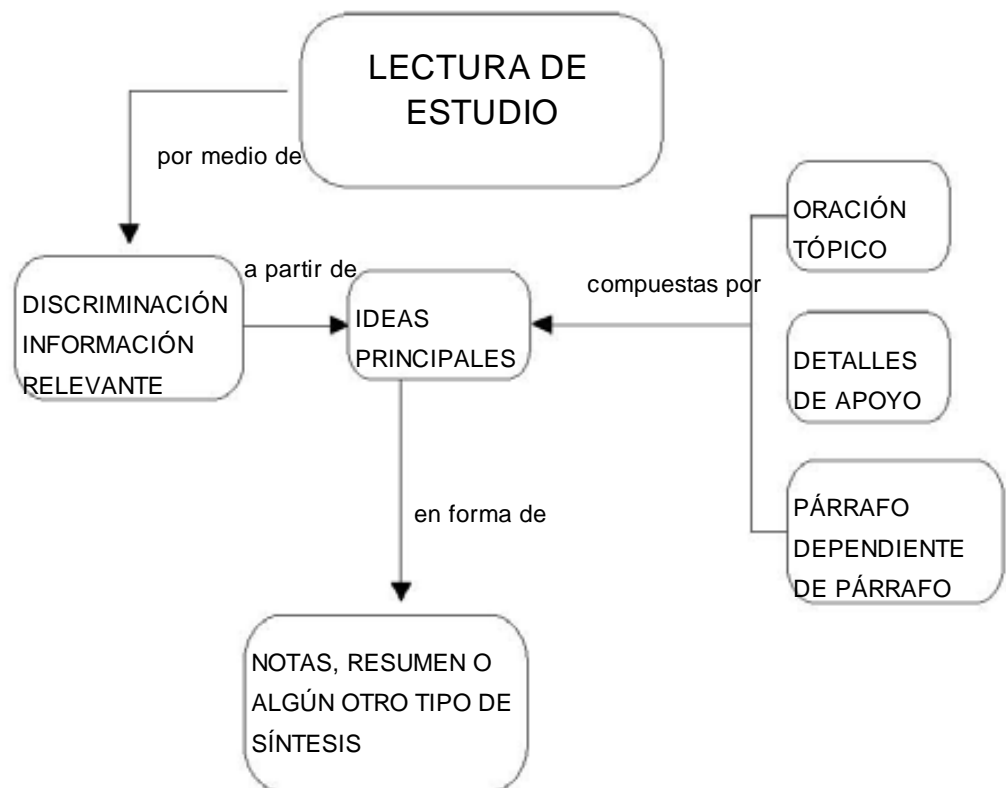 LECTURA DE
ESTUDIO
por medio de
DISCRIMINACIÓN
INFORMACIÓN
RELEVANTE
a partir de
IDEAS
PRINCIPALES
compuestas por
ORACIÓN
TÓPICO
DETALLES
DE APOYO
PÁRRAFO
DEPENDIENTE
DE PÁRRAFO
en forma de
NOTAS, RESUMEN O
ALGÚN OTRO TIPO DE
SÍNTESIS